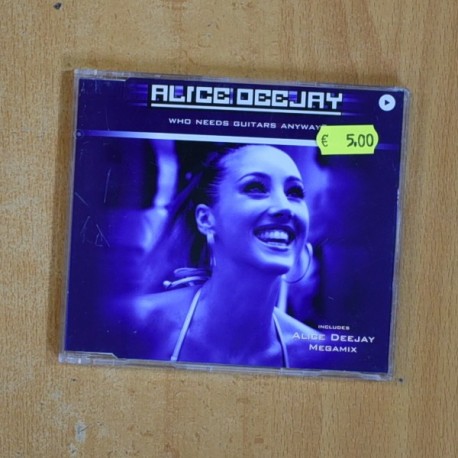 ALICE DEEJAY
WHO NEEDS GUITARS ANYWAY?
€ 5,00
INCLUDES
ALICE DEEJAY
MEGAMIX